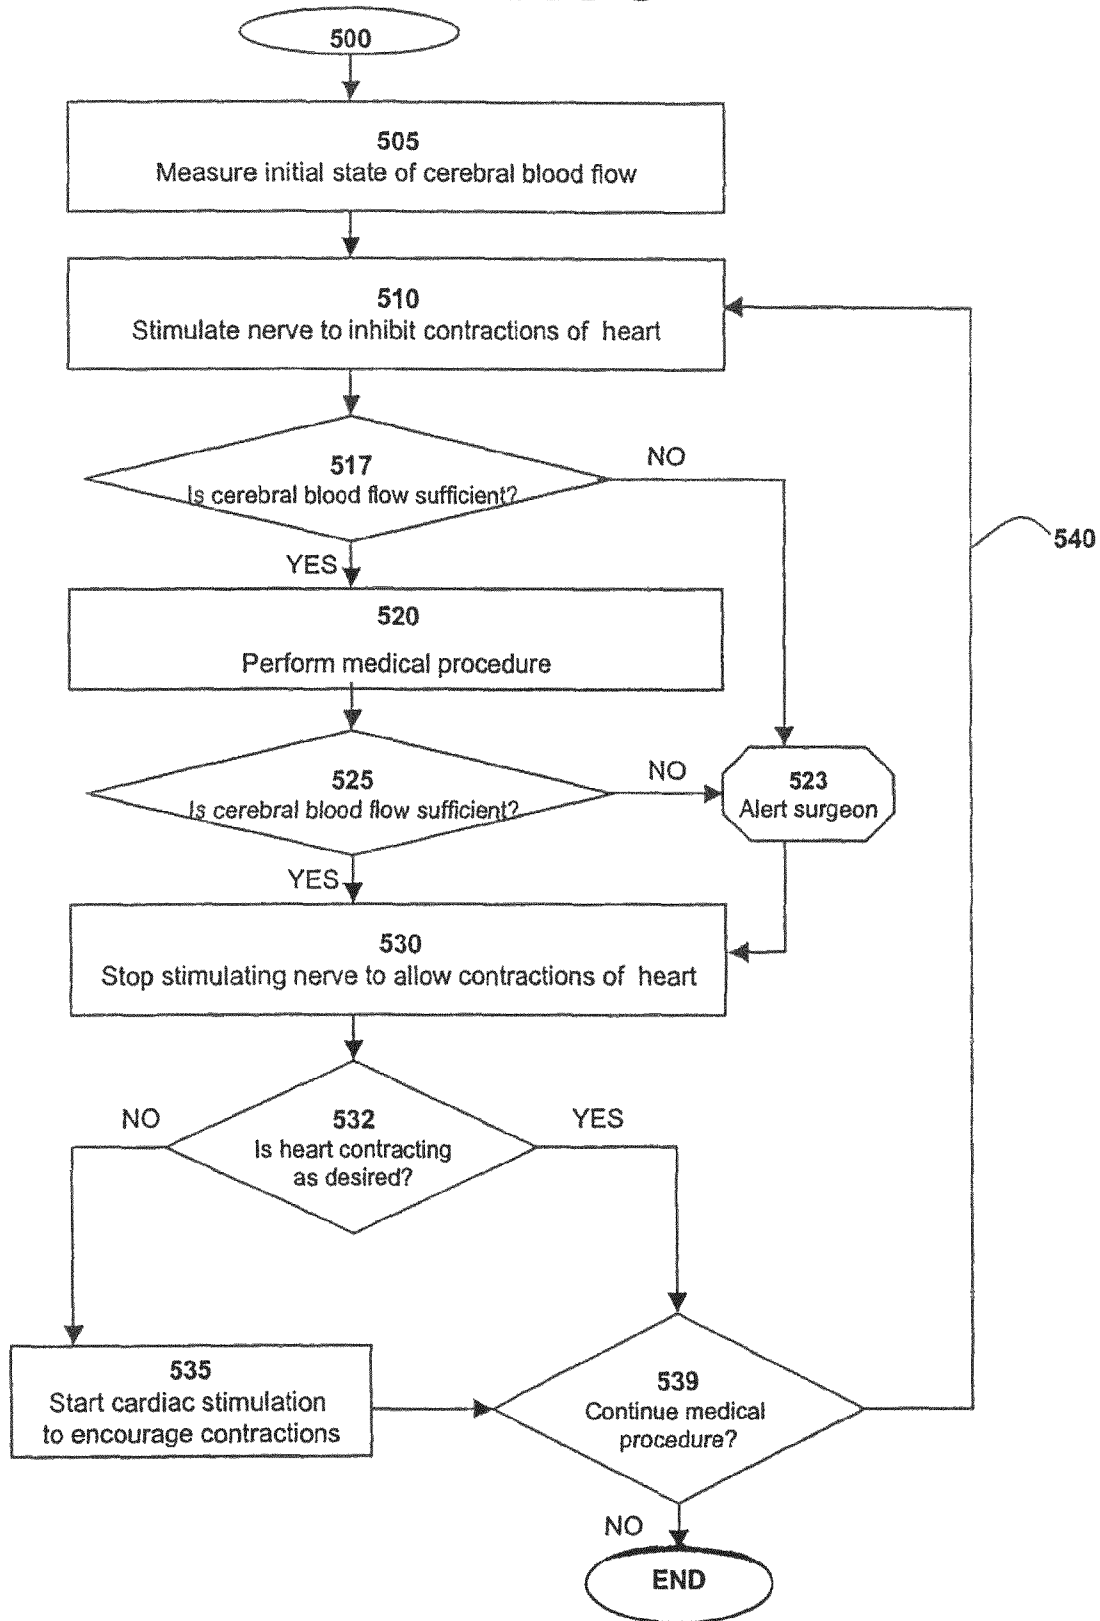 500
505
Measure initial state of cerebral blood flow
510
Stimulate nerve to inhibit contractions of heart
517
Is cerebral blood flow sufficient?
NO
540
YES
520
Perform medical procedure
525
Is cerebral blood flow sufficient?
NO
523
Alert surgeon
YES
530
Stop stimulating nerve to allow contractions of heart
NO
532
Is heart contracting
as desired?
YES
535
Start cardiac stimulation
to encourage contractions
539
Continue medical
procedure?
NO
END